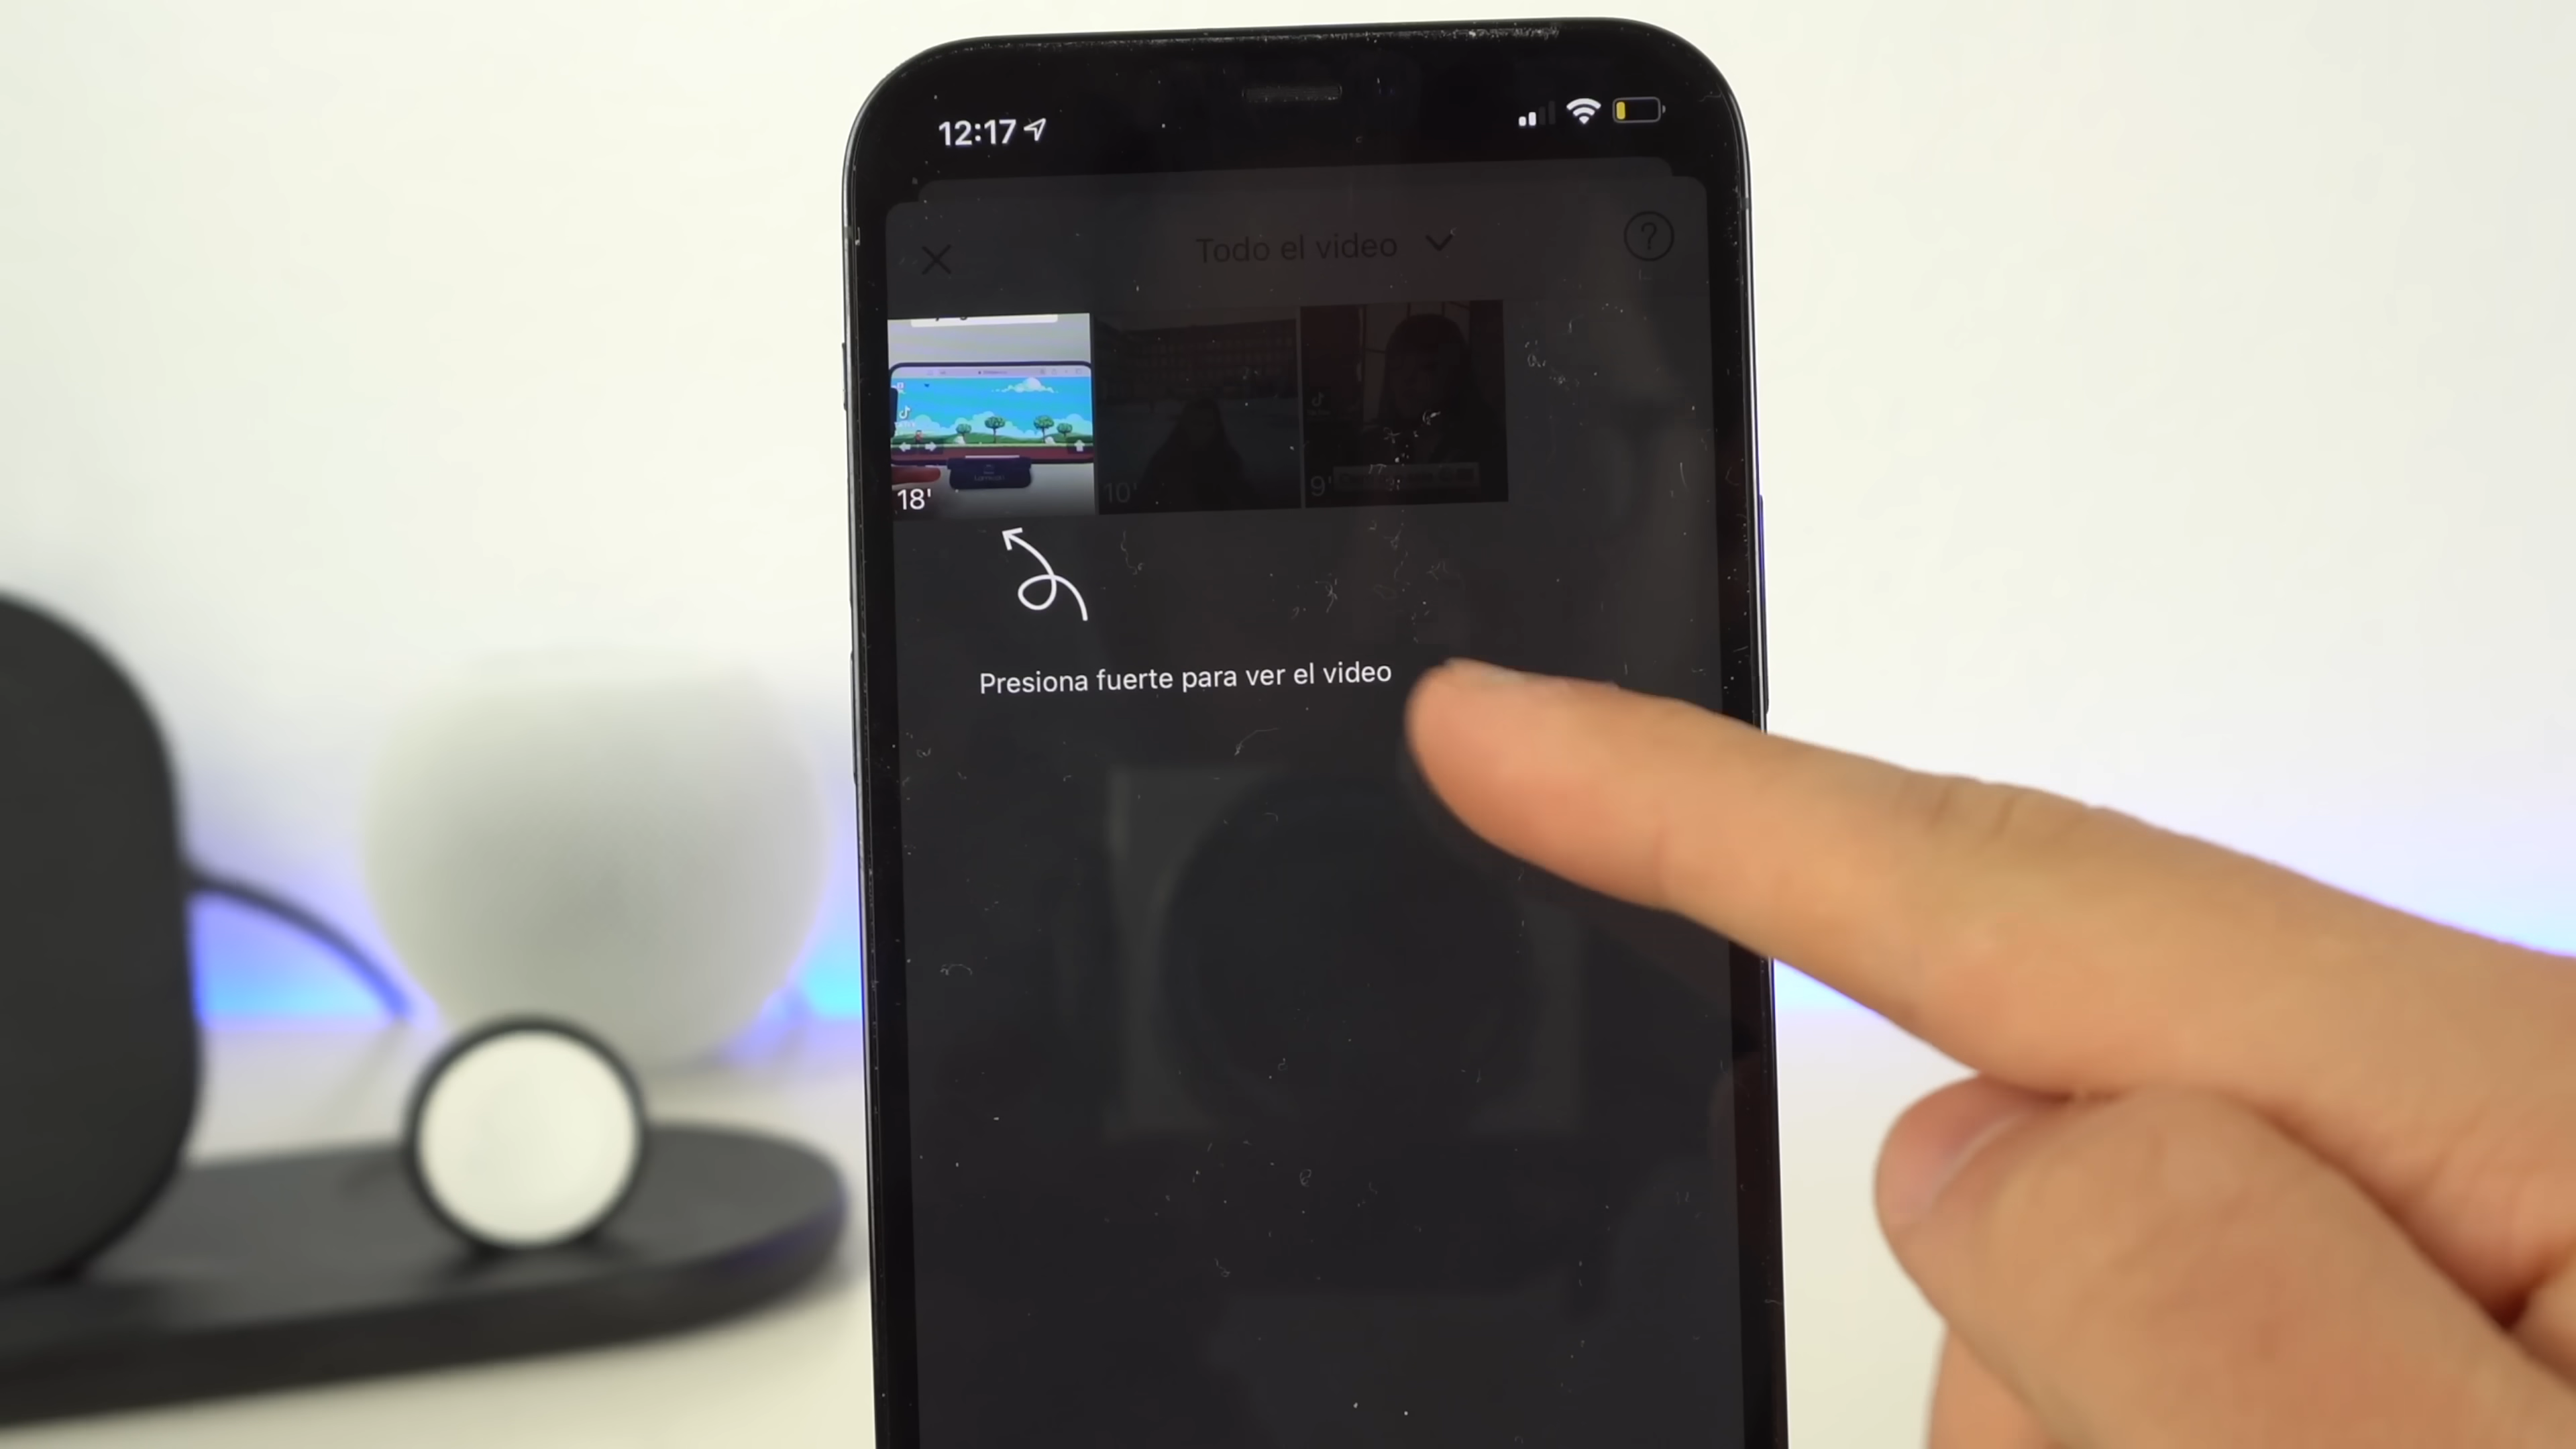 12:17
Todo el video
?
18'
10'
9'
Presiona fuerte para ver el video